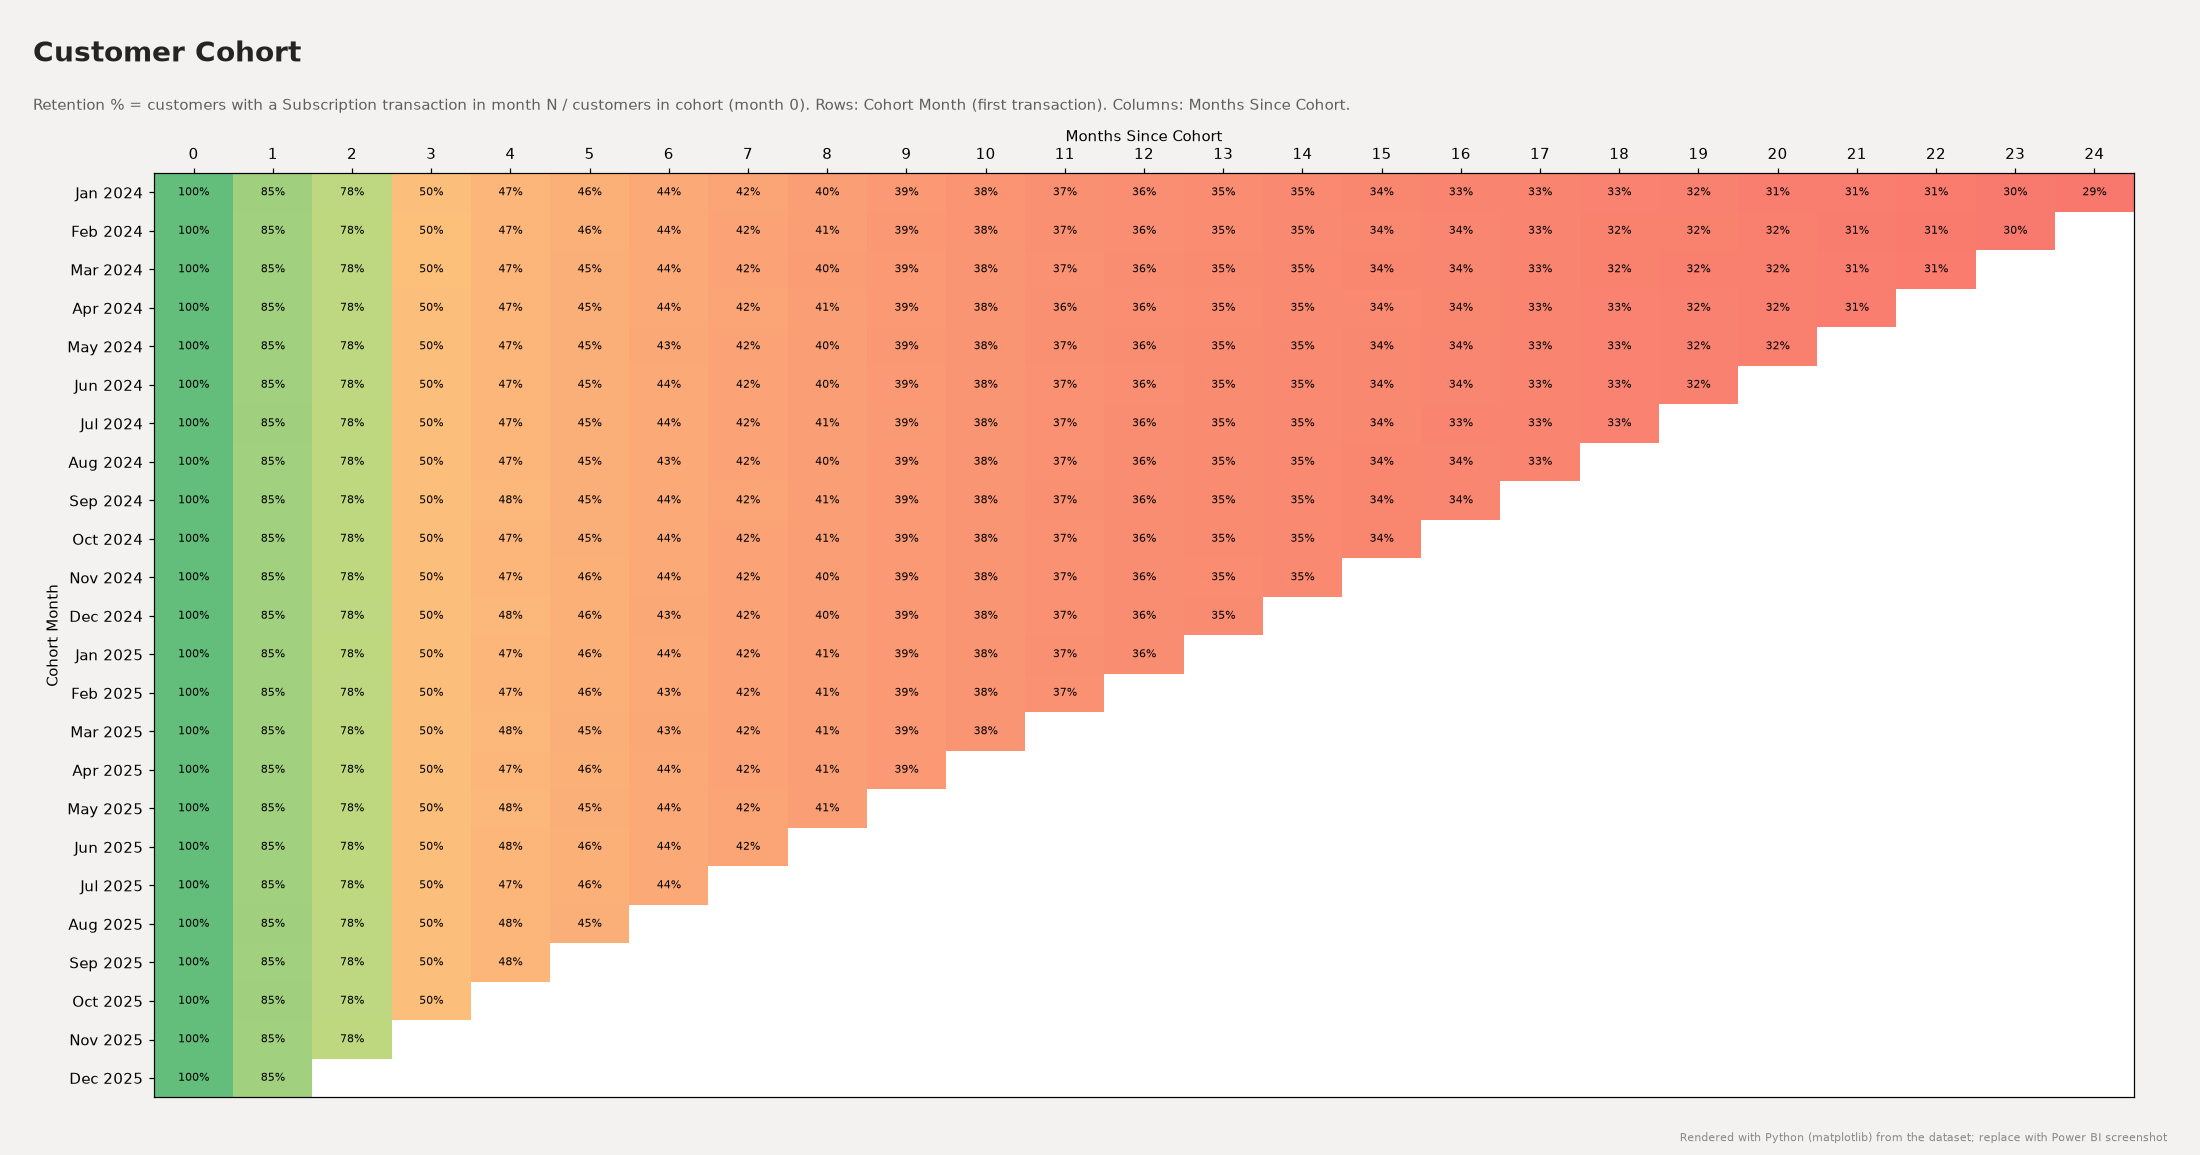 Customer Cohort
Retention % = customers with a Subscription transaction in month N / customers in cohort (month 0). Rows: Cohort Month (first transaction). Columns: Months Since Cohort.
Months Since Cohort
0 1 2 3 4 5 6 7 8 9 10 11 12 13 14 15 16 17 18 19 20 21 22 23 24
Cohort Month
Jan 2024 100% 85% 78% 50% 47% 46% 44% 42% 40% 39% 38% 37% 36% 35% 35% 34% 33% 33% 33% 32% 31% 31% 31% 30% 29%
Feb 2024 100% 85% 78% 50% 47% 46% 44% 42% 41% 39% 38% 37% 36% 35% 35% 34% 34% 33% 32% 32% 32% 31% 31% 30%
Mar 2024 100% 85% 78% 50% 47% 45% 44% 42% 40% 39% 38% 37% 36% 35% 35% 34% 34% 33% 32% 32% 32% 31% 31%
Apr 2024 100% 85% 78% 50% 47% 45% 44% 42% 41% 39% 38% 36% 36% 35% 35% 34% 34% 33% 33% 32% 32% 31%
May 2024 100% 85% 78% 50% 47% 45% 43% 42% 40% 39% 38% 37% 36% 35% 35% 34% 34% 33% 33% 32% 32%
Jun 2024 100% 85% 78% 50% 47% 45% 44% 42% 40% 39% 38% 37% 36% 35% 35% 34% 34% 33% 33% 32%
Jul 2024 100% 85% 78% 50% 47% 45% 44% 42% 41% 39% 38% 37% 36% 35% 35% 34% 33% 33% 33%
Aug 2024 100% 85% 78% 50% 47% 45% 43% 42% 40% 39% 38% 37% 36% 35% 35% 34% 34% 33%
Sep 2024 100% 85% 78% 50% 48% 45% 44% 42% 41% 39% 38% 37% 36% 35% 35% 34% 34%
Oct 2024 100% 85% 78% 50% 47% 45% 44% 42% 41% 39% 38% 37% 36% 35% 35% 34%
Nov 2024 100% 85% 78% 50% 47% 46% 44% 42% 40% 39% 38% 37% 36% 35% 35%
Dec 2024 100% 85% 78% 50% 48% 46% 43% 42% 40% 39% 38% 37% 36% 35%
Jan 2025 100% 85% 78% 50% 47% 46% 44% 42% 41% 39% 38% 37% 36%
Feb 2025 100% 85% 78% 50% 47% 46% 43% 42% 41% 39% 38% 37%
Mar 2025 100% 85% 78% 50% 48% 45% 43% 42% 41% 39% 38%
Apr 2025 100% 85% 78% 50% 47% 46% 44% 42% 41% 39%
May 2025 100% 85% 78% 50% 48% 45% 44% 42% 41%
Jun 2025 100% 85% 78% 50% 48% 46% 44% 42%
Jul 2025 100% 85% 78% 50% 47% 46% 44%
Aug 2025 100% 85% 78% 50% 48% 45%
Sep 2025 100% 85% 78% 50% 48%
Oct 2025 100% 85% 78% 50%
Nov 2025 100% 85% 78%
Dec 2025 100% 85%
Rendered with Python (matplotlib) from the dataset; replace with Power BI screenshot